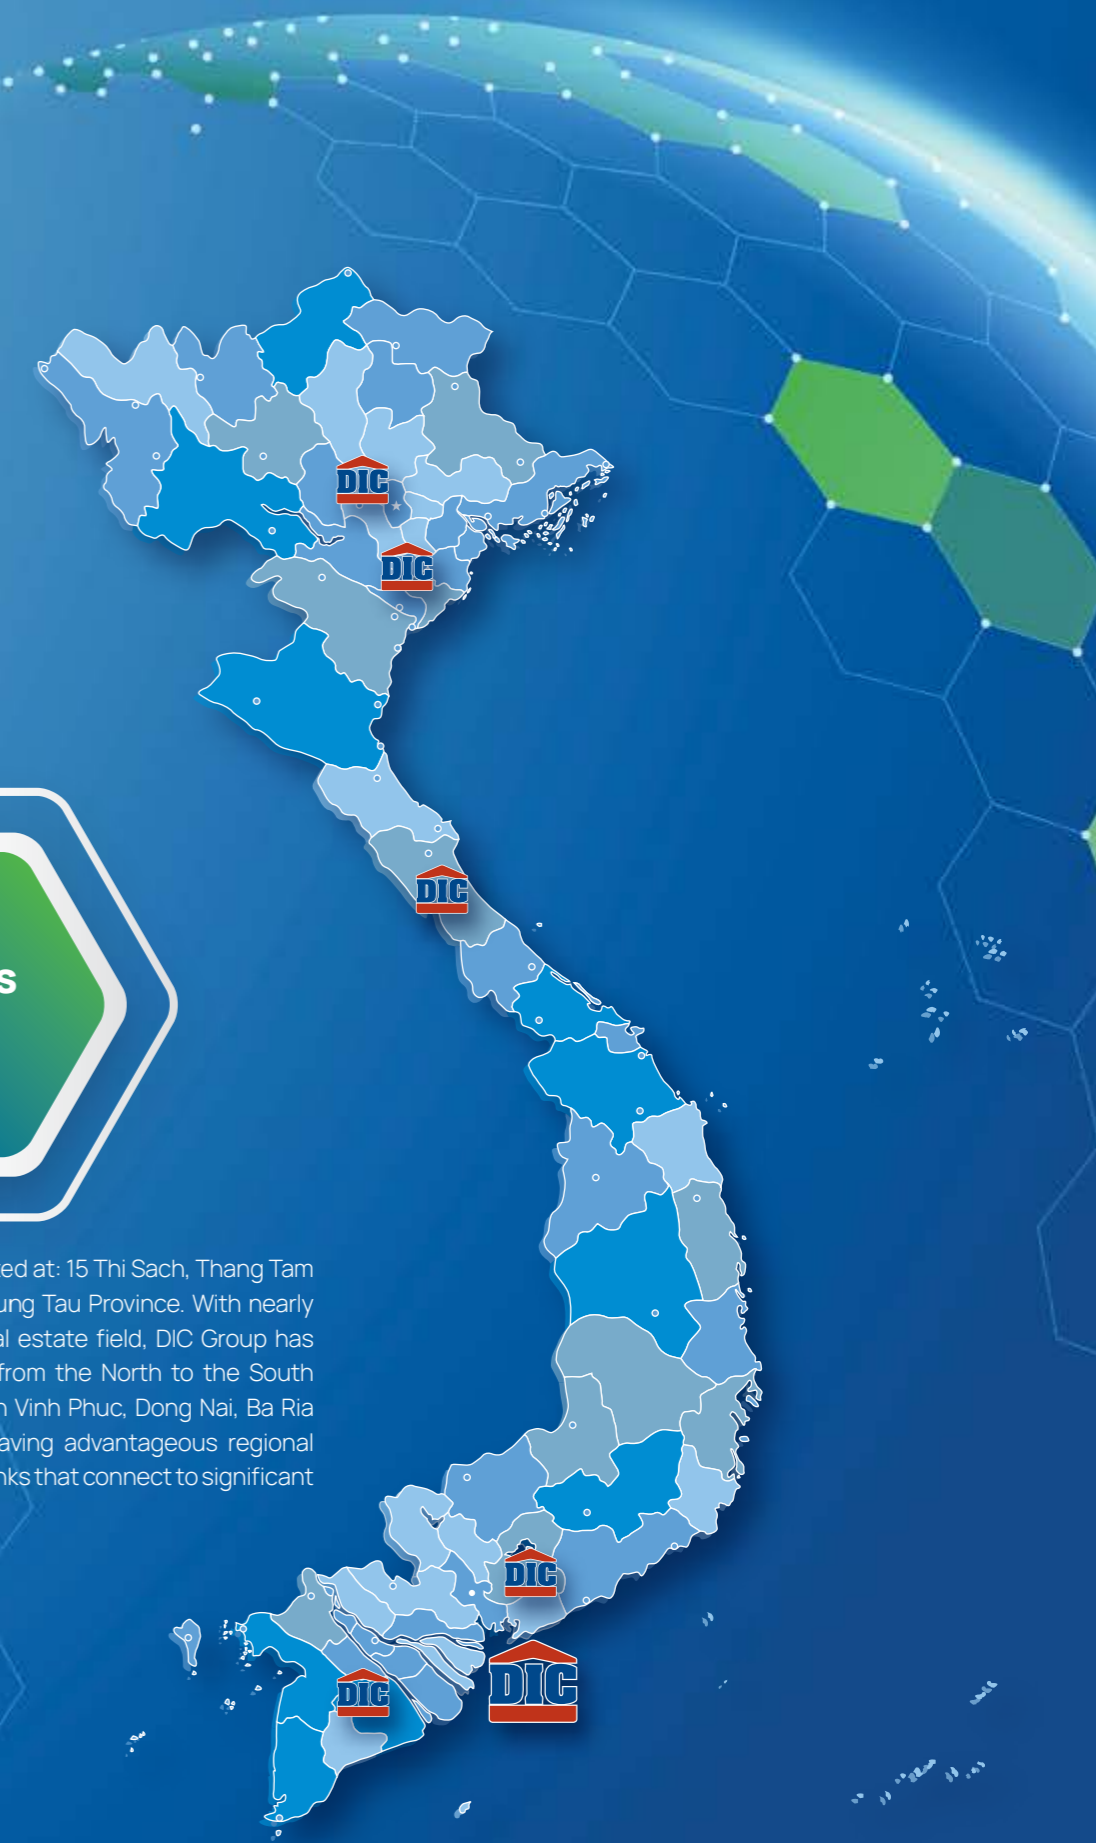 DIC
DIC
DIC
s
ted at: 15 Thi Sach, Thang Tam
ung Tau Province. With nearly
al estate field, DIC Group has
from the North to the South
n Vinh Phuc, Dong Nai, Ba Ria
aving advantageous regional
nks that connect to significant
DIC
DIC
DIC